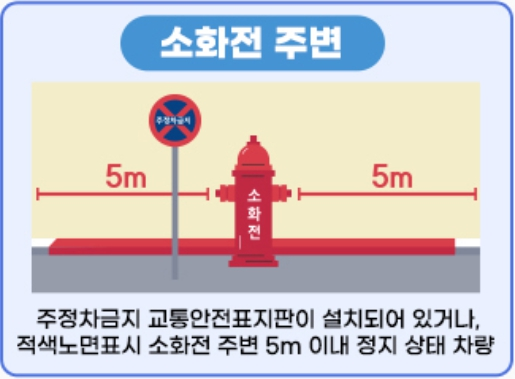 소화전 주변
주정차금지
5m
5m
소화전
주정차금지 교통안전표지판이 설치되어 있거나,
적색노면표시 소화전 주변 5m 이내 정지 상태 차량